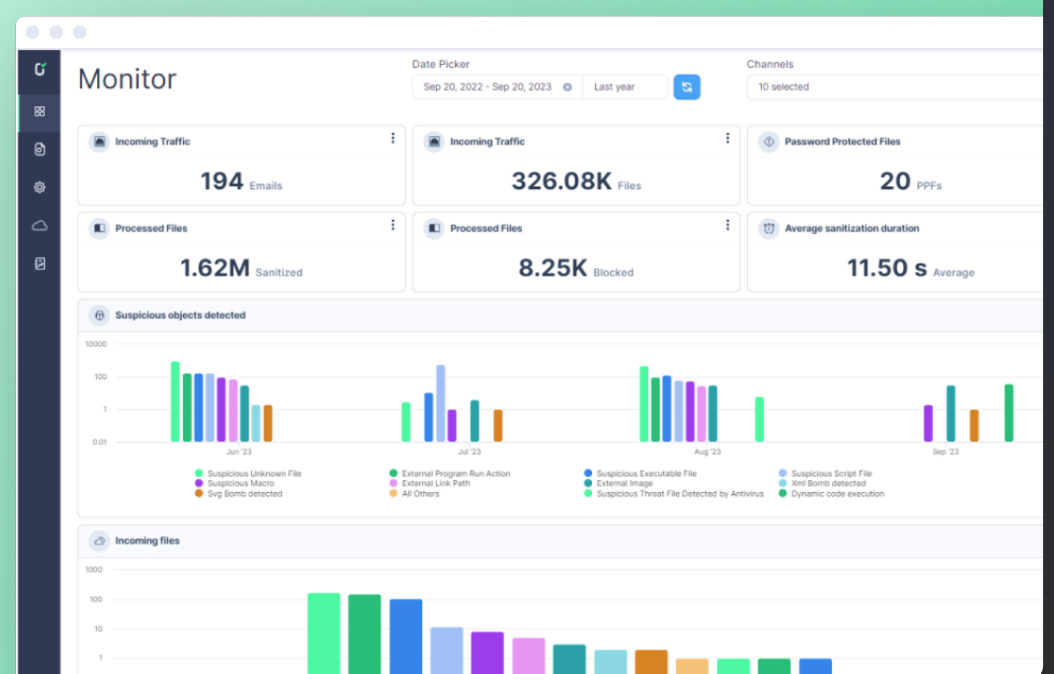 Monitor
Date Picker
Sep 20, 2022 - Sep 20, 2023
Last year
Channels
10 selected
Incoming Traffic
194 Emails
Incoming Traffic
326.08K Files
Password Protected Files
20 PPFs
Processed Files
1.62M Sanitized
Processed Files
8.25K Blocked
Average sanitization duration
11.50 s Average
Suspicious objects detected
10000
100
1
0.01
Jun '23
Jul '23
Aug '23
Sep '23
Suspicious Unknown File
External Program Run Action
Suspicious Executable File
Suspicious Script File
Suspicious Macro
External Link Path
External Image
Xml Bomb detected
Svg Bomb detected
All Others
Suspicious Threat File Detected by Antivirus
Dynamic code execution
Incoming files
1000
100
10
1